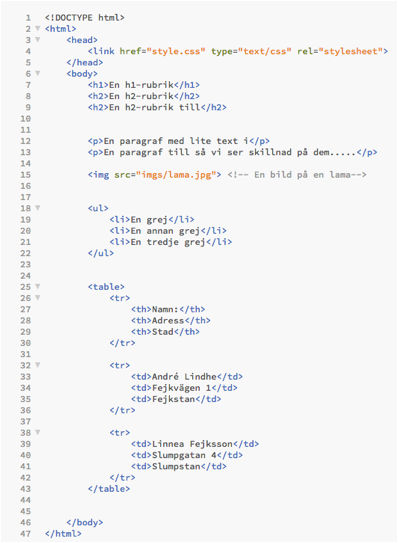 1 <!DOCTYPE html>
2 <html>
3 <head>
4 <link href="style.css" type="text/css" rel="stylesheet">
5 </head>
6 <body>
7 <h1>En h1-rubrik</h1>
8 <h2>En h2-rubrik</h2>
9 <h2>En h2-rubrik till</h2>
10
11
12 <p>En paragraf med lite text i</p>
13 <p>En paragraf till så vi ser skillnad på dem.....</p>
14
15 <img src="imgs/lama.jpg"> <!-- En bild på en lama-->
16
17
18 <ul>
19 <li>En grej</li>
20 <li>En annan grej</li>
21 <li>En tredje grej</li>
22 </ul>
23
24
25 <table>
26 <tr>
27 <th>Namn:</th>
28 <th>Adress</th>
29 <th>Stad</th>
30 </tr>
31
32 <tr>
33 <td>André Lindhe</td>
34 <td>Fejkvägen 1</td>
35 <td>Fejkstan</td>
36 </tr>
37
38 <tr>
39 <td>Linnea Fejksson</td>
40 <td>Slumpgatan 4</td>
41 <td>Slumpstan</td>
42 </tr>
43 </table>
44
45
46 </body>
47 </html>